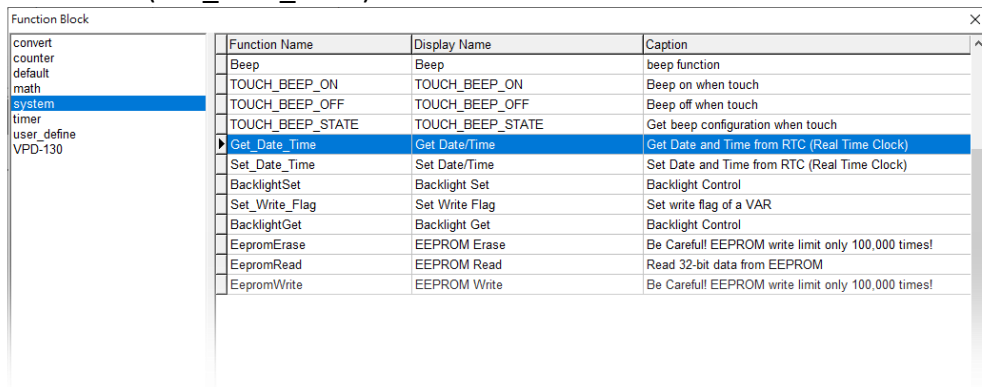 Function Block
convert
counter
default
math
system
timer
user_define
VPD-130
Function Name Display Name Caption
Beep Beep beep function
TOUCH_BEEP_ON TOUCH_BEEP_ON Beep on when touch
TOUCH_BEEP_OFF TOUCH_BEEP_OFF Beep off when touch
TOUCH_BEEP_STATE TOUCH_BEEP_STATE Get beep configuration when touch
Get_Date_Time Get Date/Time Get Date and Time from RTC (Real Time Clock)
Set_Date_Time Set Date/Time Set Date and Time from RTC (Real Time Clock)
BacklightSet Backlight Set Backlight Control
Set_Write_Flag Set Write Flag Set write flag of a VAR
BacklightGet Backlight Get Backlight Control
EepromErase EEPROM Erase Be Careful! EEPROM write limit only 100,000 times!
EepromRead EEPROM Read Read 32-bit data from EEPROM
EepromWrite EEPROM Write Be Careful! EEPROM write limit only 100,000 times!